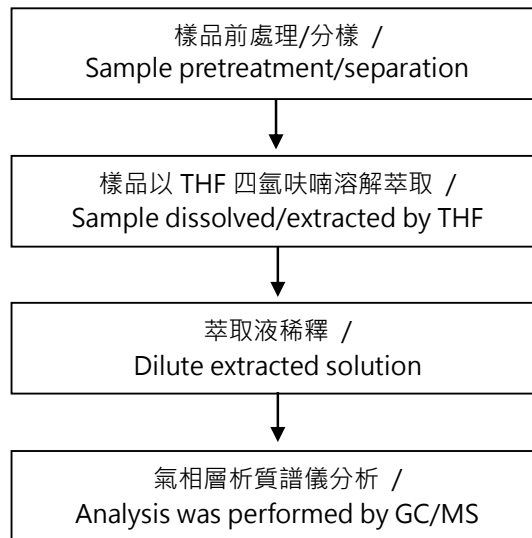 樣品前處理/分樣 /
Sample pretreatment/separation
樣品以 THF 四氫呋喃溶解萃取 /
Sample dissolved/extracted by THF
萃取液稀釋 /
Dilute extracted solution
氣相層析質譜儀分析 /
Analysis was performed by GC/MS